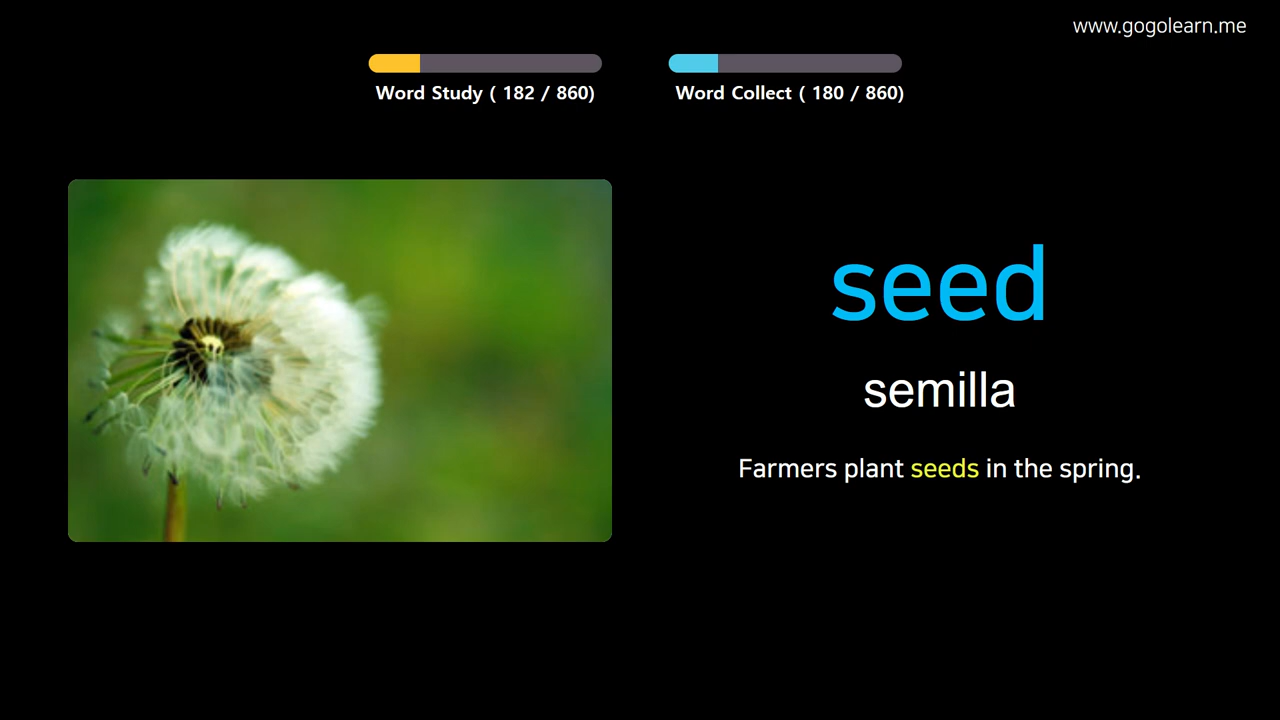 www.gogolearn.me
Word Study ( 182 / 860)
Word Collect ( 180 / 860)
seed
semilla
Farmers plant seeds in the spring.